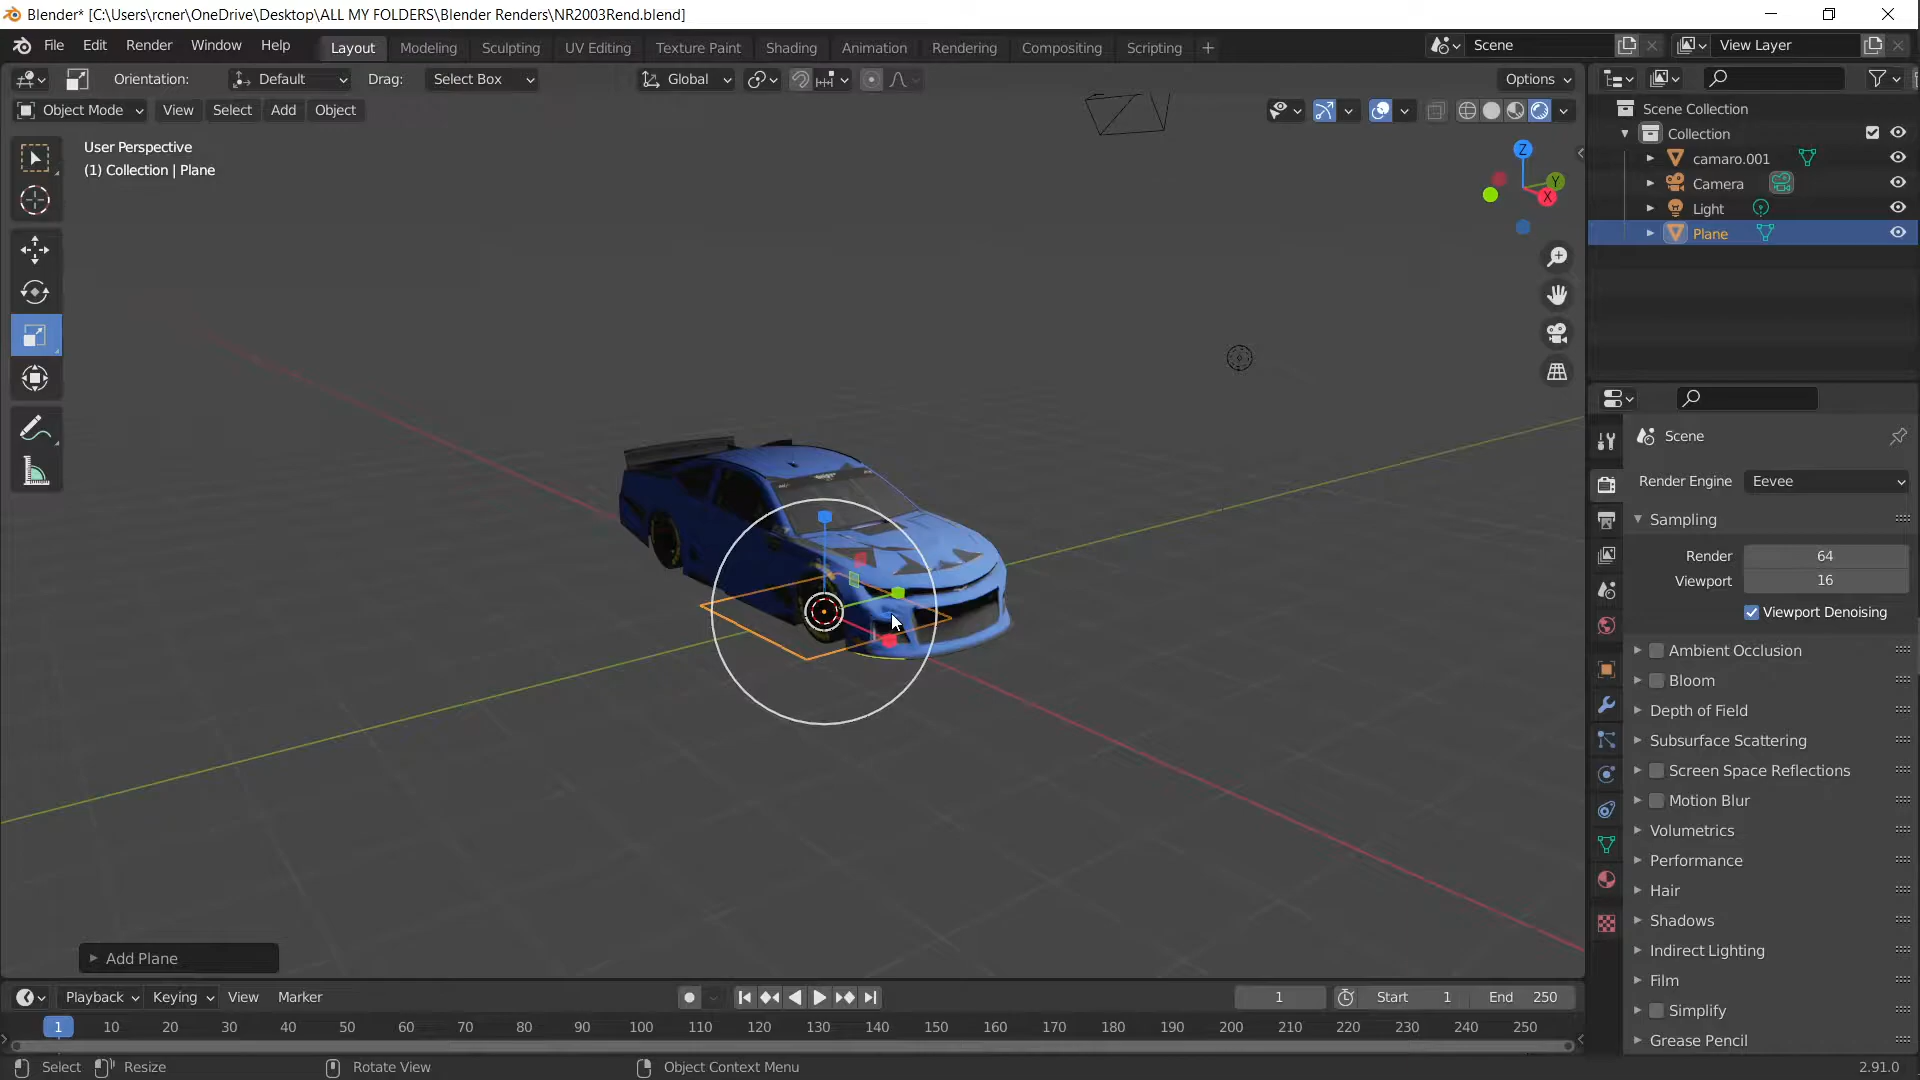 Blender* [C:\Users\rcner\OneDrive\Desktop\ALL MY FOLDERS\Blender Renders\NR2003Rend.blend]
File Edit Render Window Help Layout Modeling Sculpting UV Editing Texture Paint Shading Animation Rendering Compositing Scripting + Scene View Layer
Orientation: Default Drag: Select Box Global Options
Object Mode View Select Add Object
User Perspective
(1) Collection | Plane
Z
Y
X
Scene Collection
Collection
camaro.001
Camera
Light
Plane
Scene
Render Engine Eevee
Sampling
Render 64
Viewport 16
Viewport Denoising
Ambient Occlusion
Bloom
Depth of Field
Subsurface Scattering
Screen Space Reflections
Motion Blur
Volumetrics
Performance
Hair
Shadows
Indirect Lighting
Film
Simplify
Grease Pencil
Add Plane
Playback Keying View Marker 1 Start 1 End 250
1 10 20 30 40 50 60 70 80 90 100 110 120 130 140 150 160 170 180 190 200 210 220 230 240 250
Select Resize Rotate View Object Context Menu 2.91.0